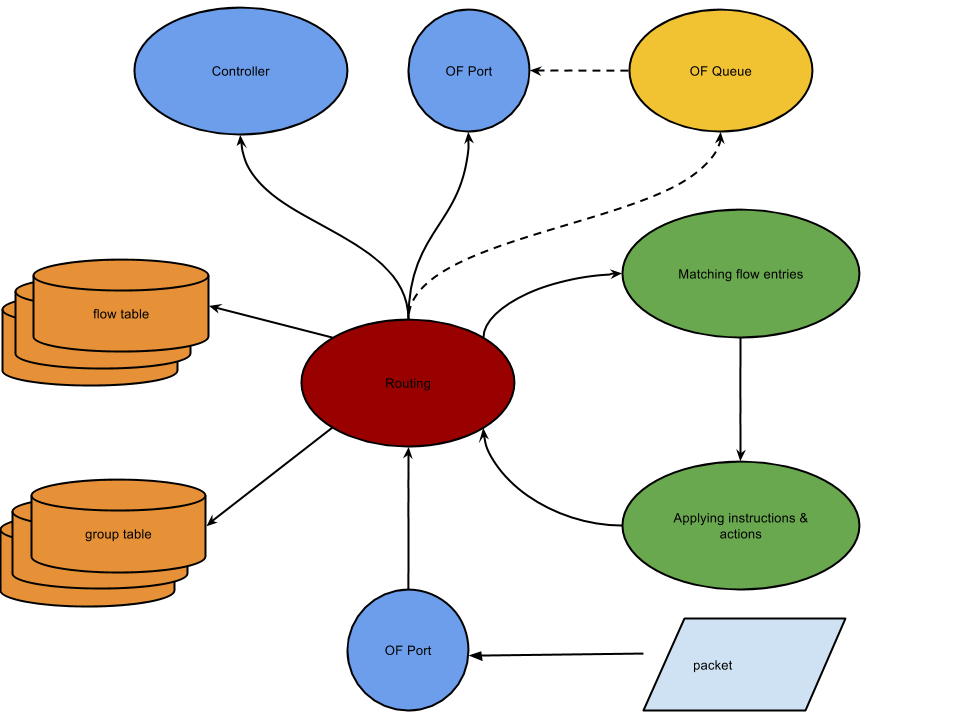 Controller
OF Port
OF Queue
Matching flow entries
flow table
Routing
Applying instructions &
actions
group table
OF Port
packet